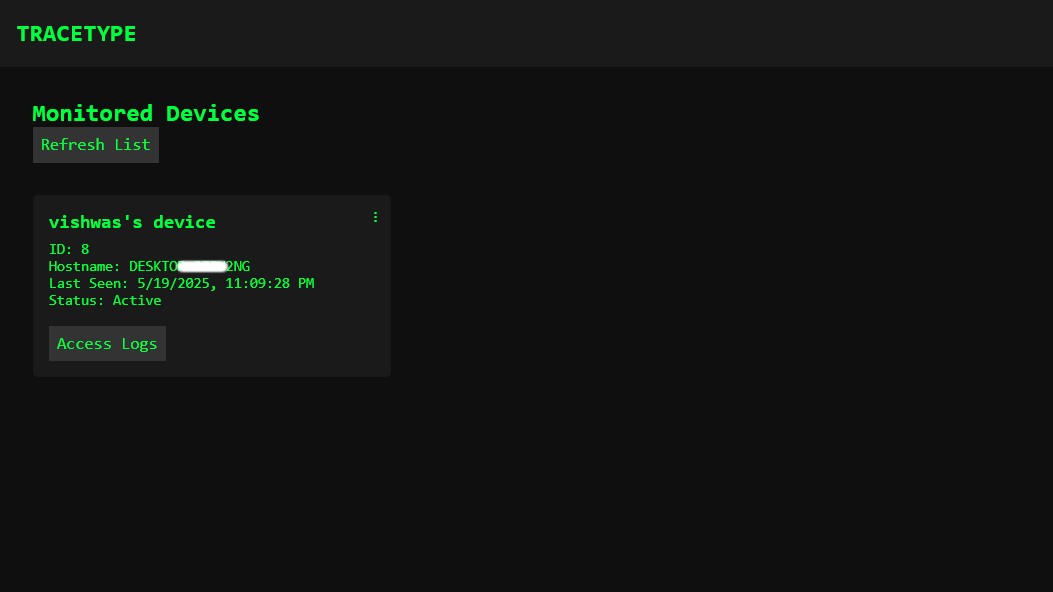 TRACETYPE
Monitored Devices
Refresh List
vishwas's device
ID: 8
Hostname: DESKTO 2NG
Last Seen: 5/19/2025, 11:09:28 PM
Status: Active
Access Logs